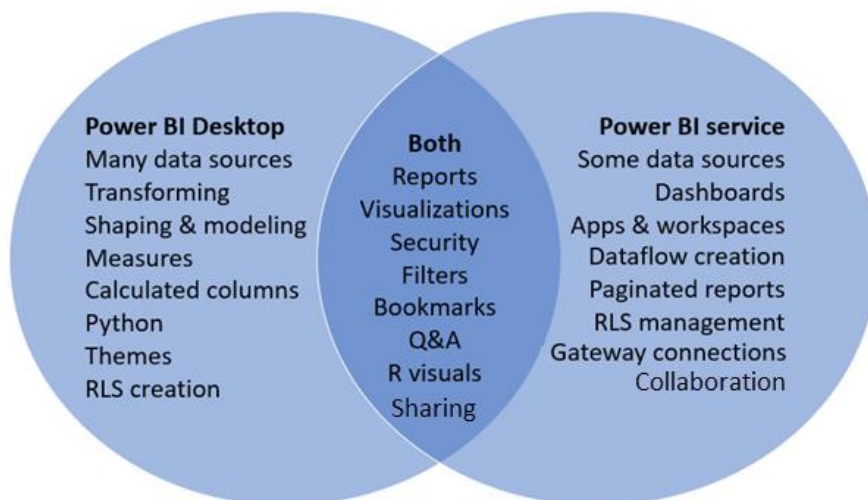 Power BI Desktop
Many data sources
Transforming
Shaping & modeling
Measures
Calculated columns
Python
Themes
RLS creation
Both
Reports
Visualizations
Security
Filters
Bookmarks
Q&A
R visuals
Sharing
Power BI service
Some data sources
Dashboards
Apps & workspaces
Dataflow creation
Paginated reports
RLS management
Gateway connections
Collaboration